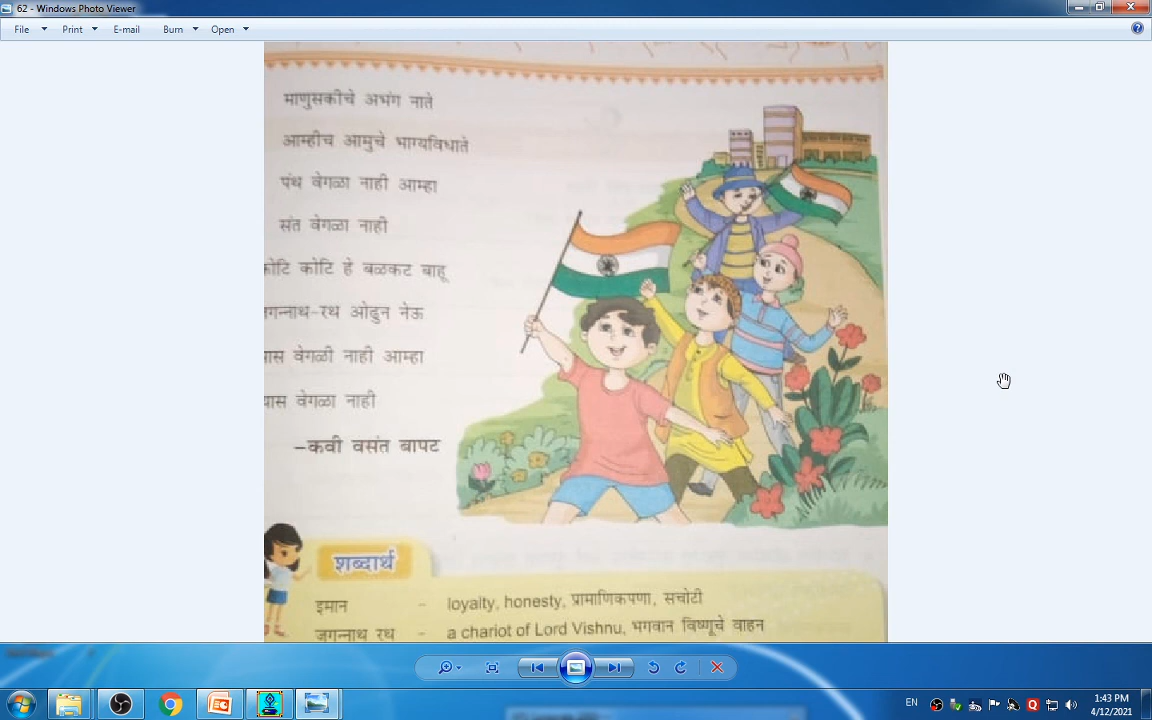 62 - Windows Photo Viewer
File Print E-mail Burn Open
माणुसकीचे अभंग नाते
आम्हीच आमुचे भाग्यविधाते
पंथ वेगळा नाही आम्हा
संत वेगळा नाही
कोटि कोटि हे बळकट बाहू
जगन्नाथ-रथ ओढुन नेऊ
वेगळी नाही आम्हा
वेगळा नाही
-कवी वसंत बापट
शब्दार्थ
इमान - loyalty, honesty, प्रामाणिकपणा, सचोटी
जगन्नाथ रथ - a chariot of Lord Vishnu, भगवान विष्णूचे वाहन
EN
1:43 PM
4/12/2021